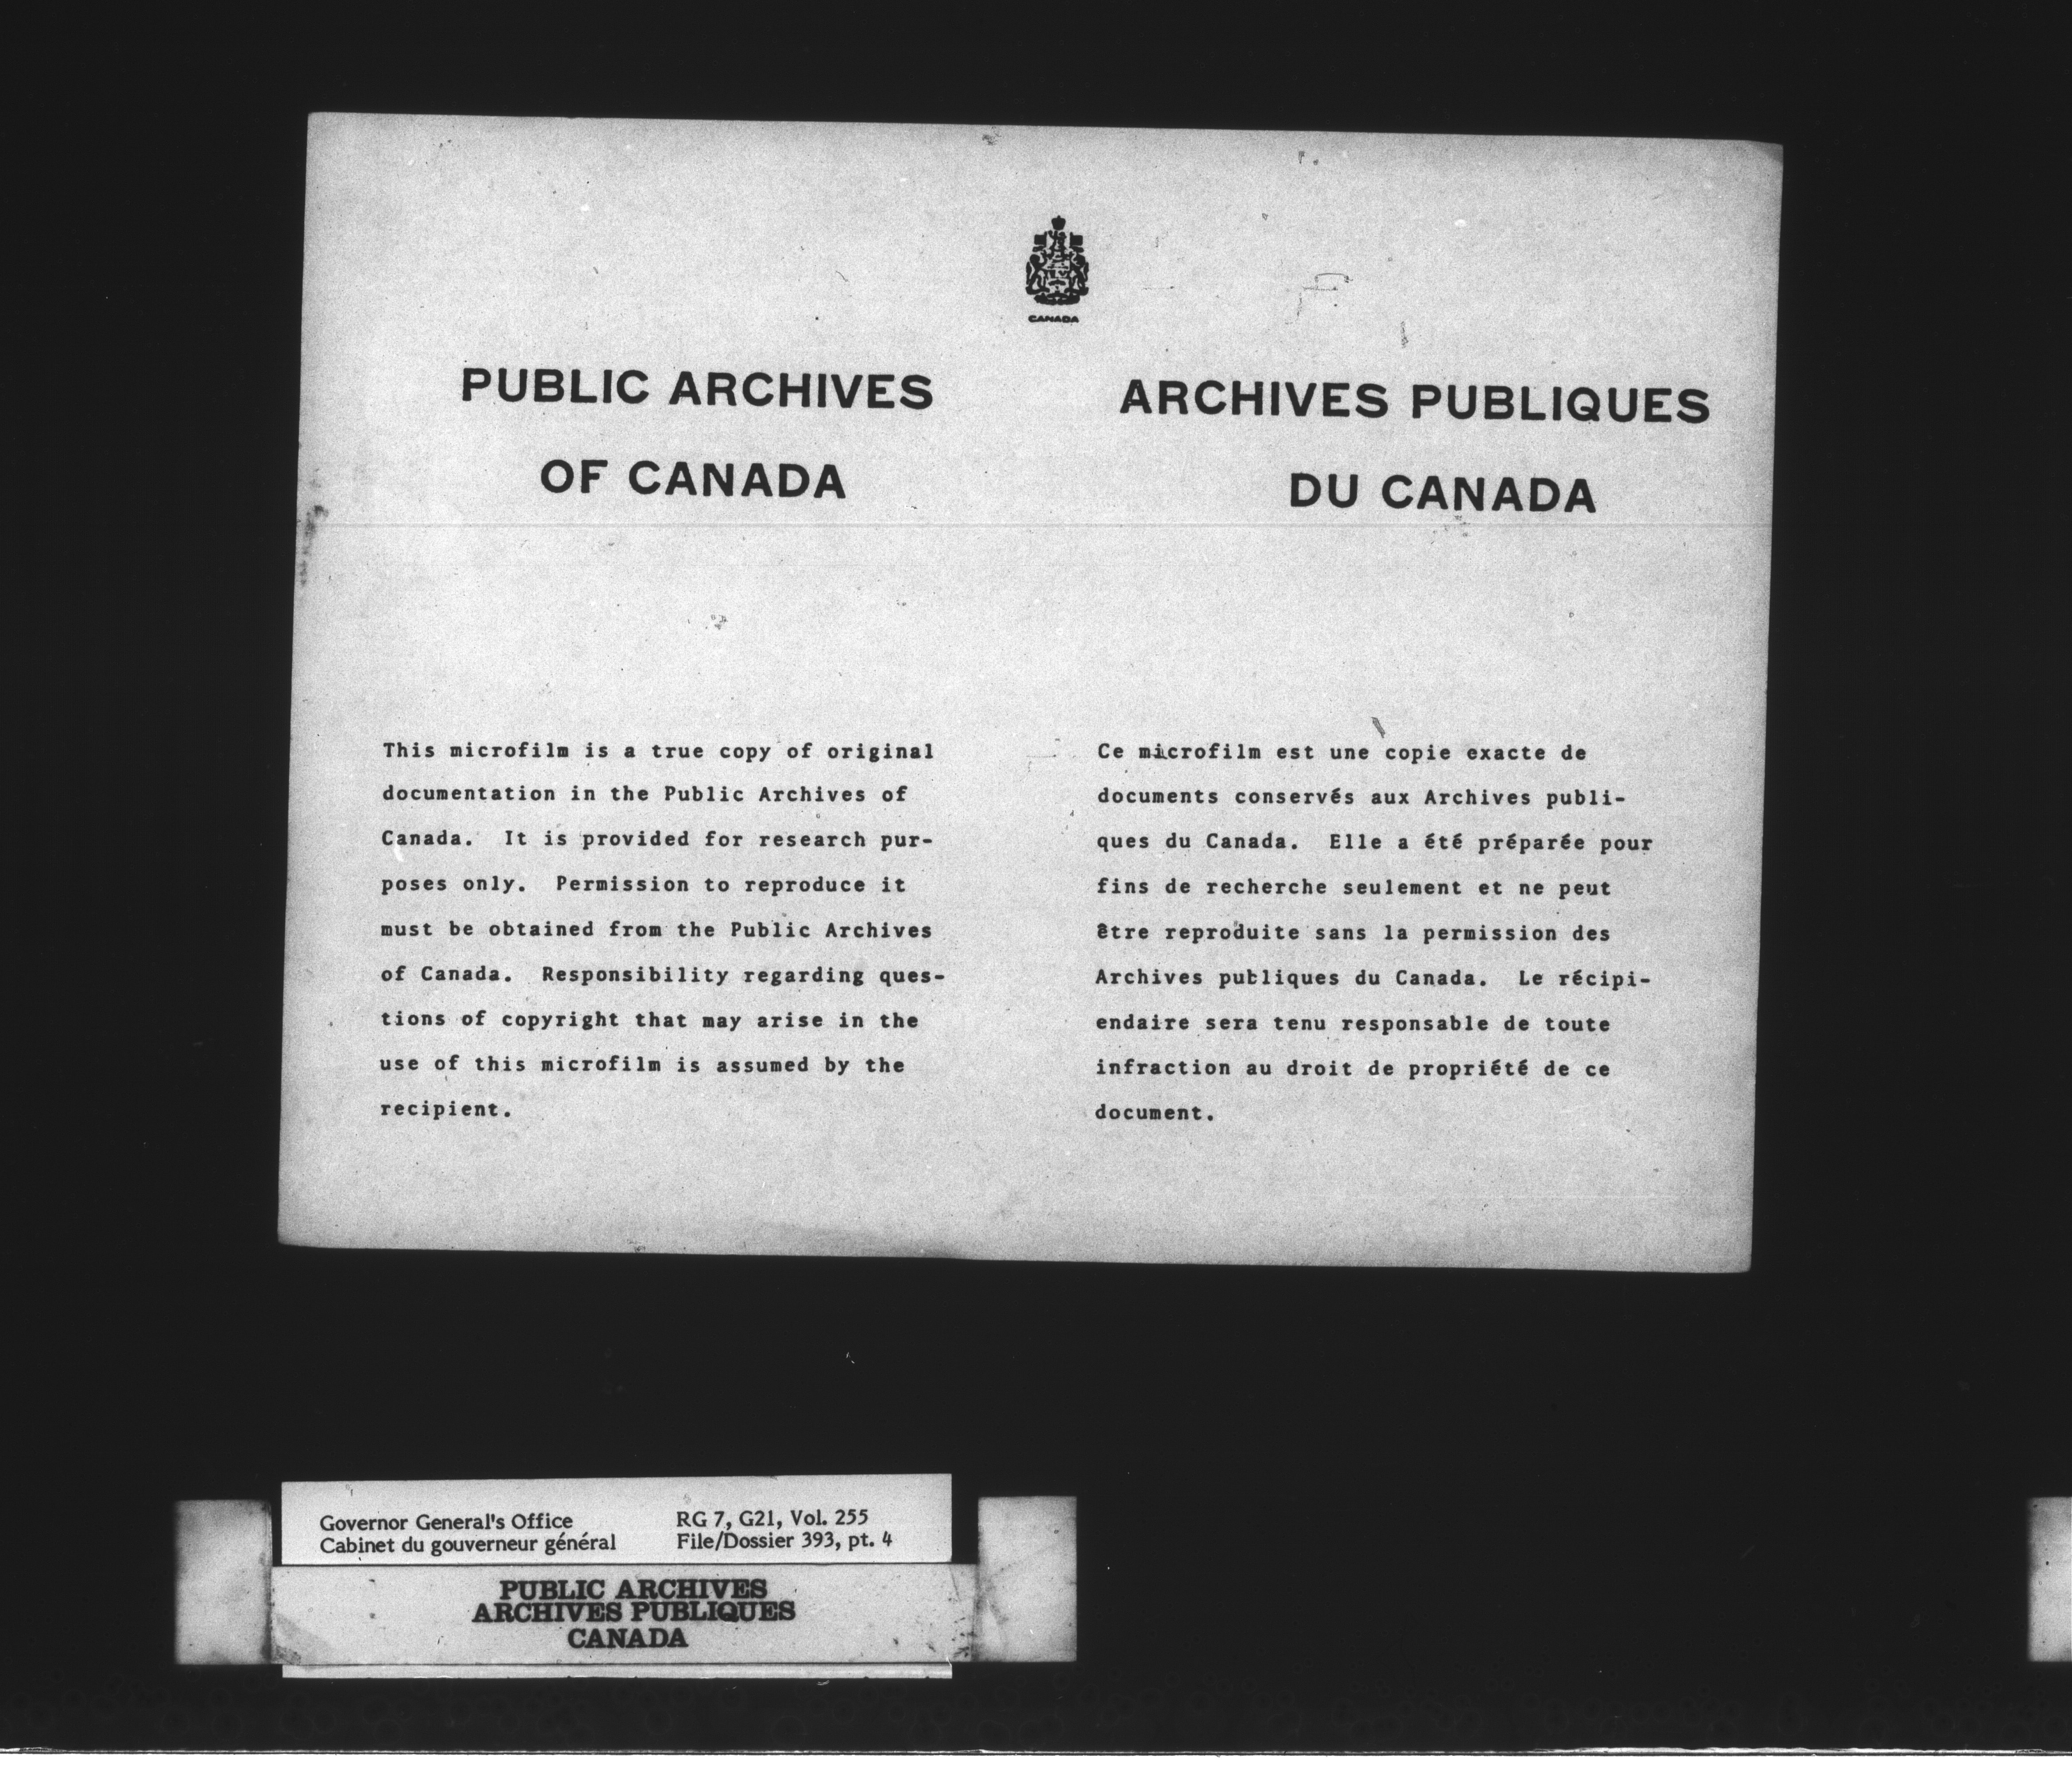 CANADA
PUBLIC ARCHIVES
OF CANADA
This microfilm is a true copy of original
documentation in the Public Archives of
Canada. It is provided for research pur-
poses only. Permission to reproduce it
must be obtained from the Public Archives
of Canada. Responsibility regarding ques-
tions of copyright that may arise in the
use of this microfilm is assumed by the
recipient.
ARCHIVES PUBLIQUES
DU CANADA
Ce microfilm est une copie exacte de
documents conservés aux Archives publi-
ques du Canada. Elle a été préparée pour
fins de recherche seulement et ne peut
être reproduite sans la permission des
Archives publiques du Canada. Le récipi-
endaire sera tenu responsable de toute
infraction au droit de propriété de ce
document.
Governor General's Office RG 7, G21, Vol. 255
Cabinet du gouverneur général File/Dossier 393, pt. 4
PUBLIC ARCHIVES
ARCHIVES PUBLIQUES
CANADA